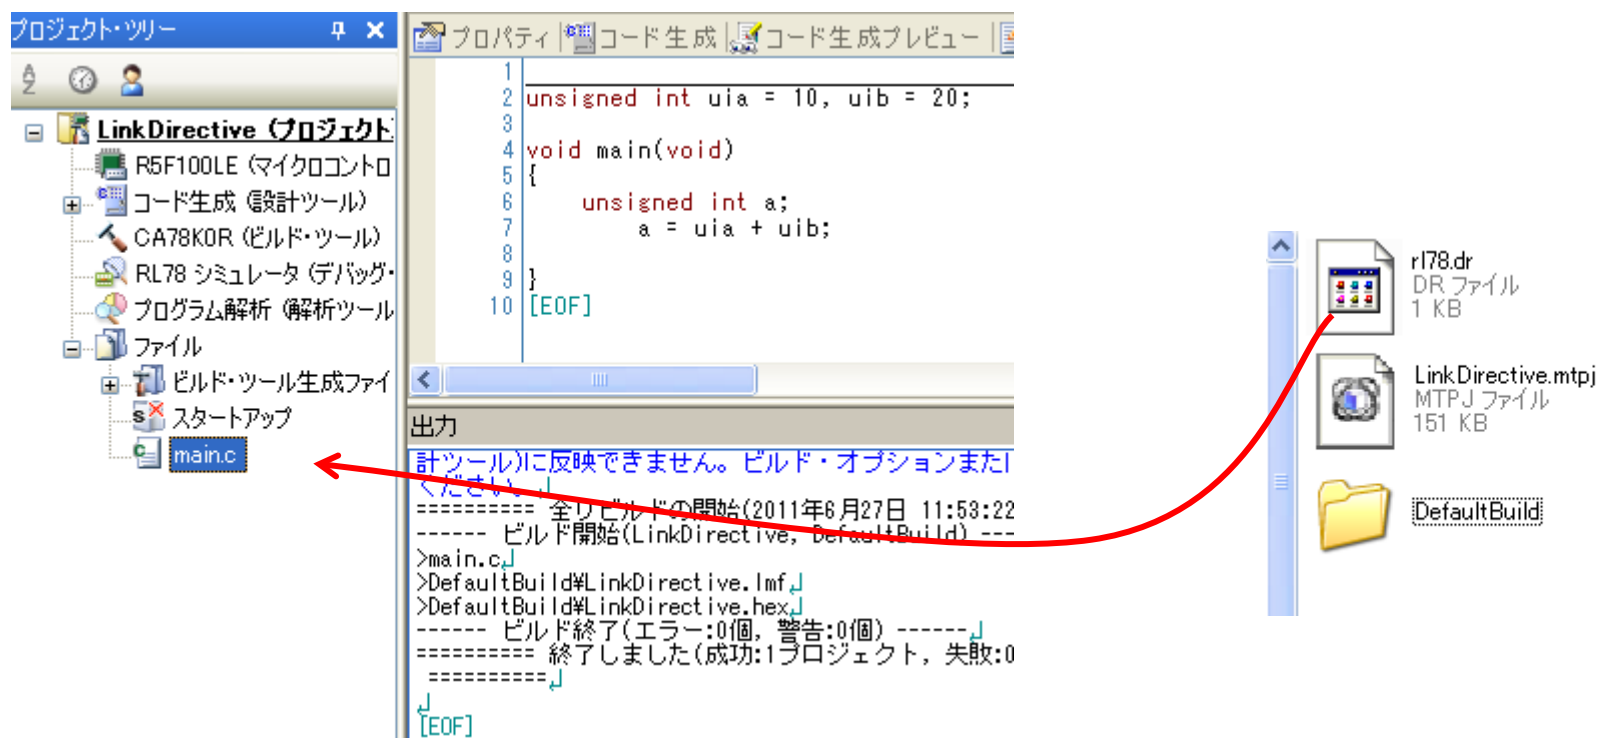 プロジェクト・ツリー
LinkDirective (プロジェクト
R5F100LE (マイクロコントロ
コード生成 (設計ツール)
CA78K0R (ビルド・ツール)
RL78 シミュレータ (デバッグ・
プログラム解析 (解析ツール
ファイル
ビルド・ツール生成ファイ
スタートアップ
main.c
プロパティ コード生成 コード生成プレビュー
1
2 unsigned int uia = 10, uib = 20;
3
4 void main(void)
5 {
6 unsigned int a;
7 a = uia + uib;
8
9 }
10 [EOF]
出力
計ツール)に反映できません。ビルド・オプションまた
ください。
========== 全リビルドの開始(2011年6月27日 11:53:22
------ ビルド開始(LinkDirective, DefaultBuild) ---
>main.c
>DefaultBuild¥LinkDirective.lmf
>DefaultBuild¥LinkDirective.hex
------ ビルド終了(エラー:0個, 警告:0個) ------
========== 終了しました(成功:1プロジェクト, 失敗:0
==========
[EOF]
rl78.dr
DR ファイル
1 KB
LinkDirective.mtpj
MTPJ ファイル
151 KB
DefaultBuild